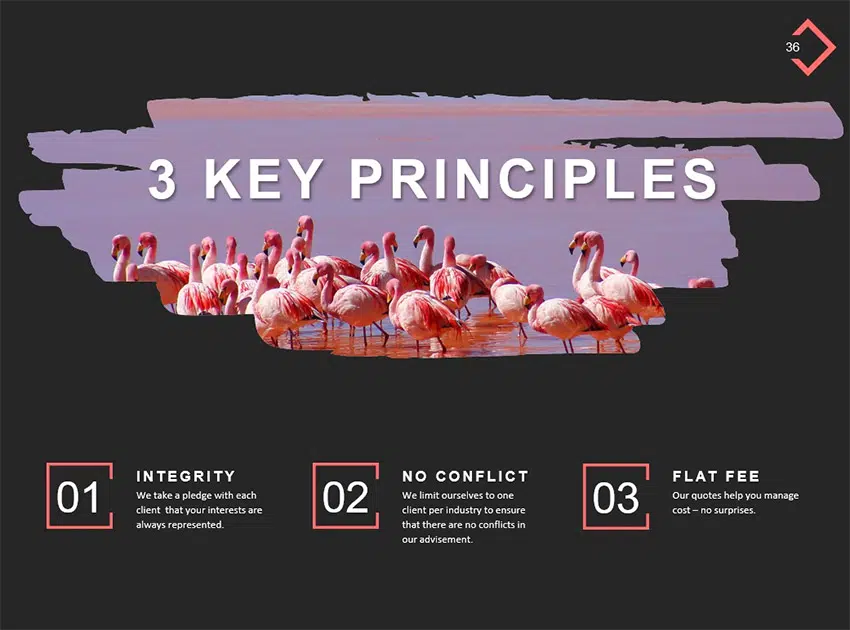 36
3 KEY PRINCIPLES
01
INTEGRITY
We take a pledge with each
client that your interests are
always represented.
02
NO CONFLICT
We limit ourselves to one
client per industry to ensure
that there are no conflicts in
our advisement.
03
FLAT FEE
Our quotes help you manage
cost – no surprises.